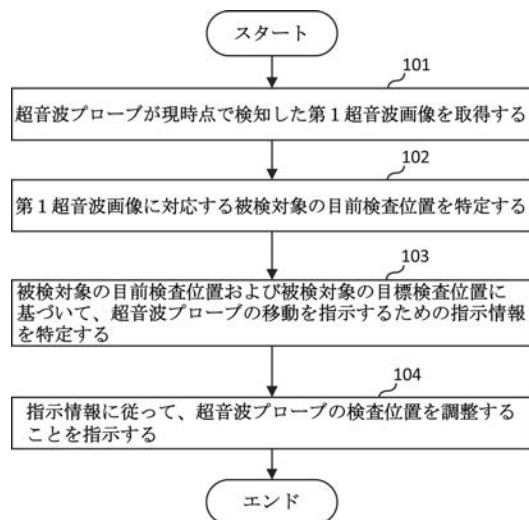 スタート
101
超音波プローブが現時点で検知した第1超音波画像を取得する
102
第1超音波画像に対応する被検対象の目前検査位置を特定する
103
被検対象の目前検査位置および被検対象の目標検査位置に
基づいて、超音波プローブの移動を指示するための指示情報
を特定する
104
指示情報に従って、超音波プローブの検査位置を調整する
ことを指示する
エンド